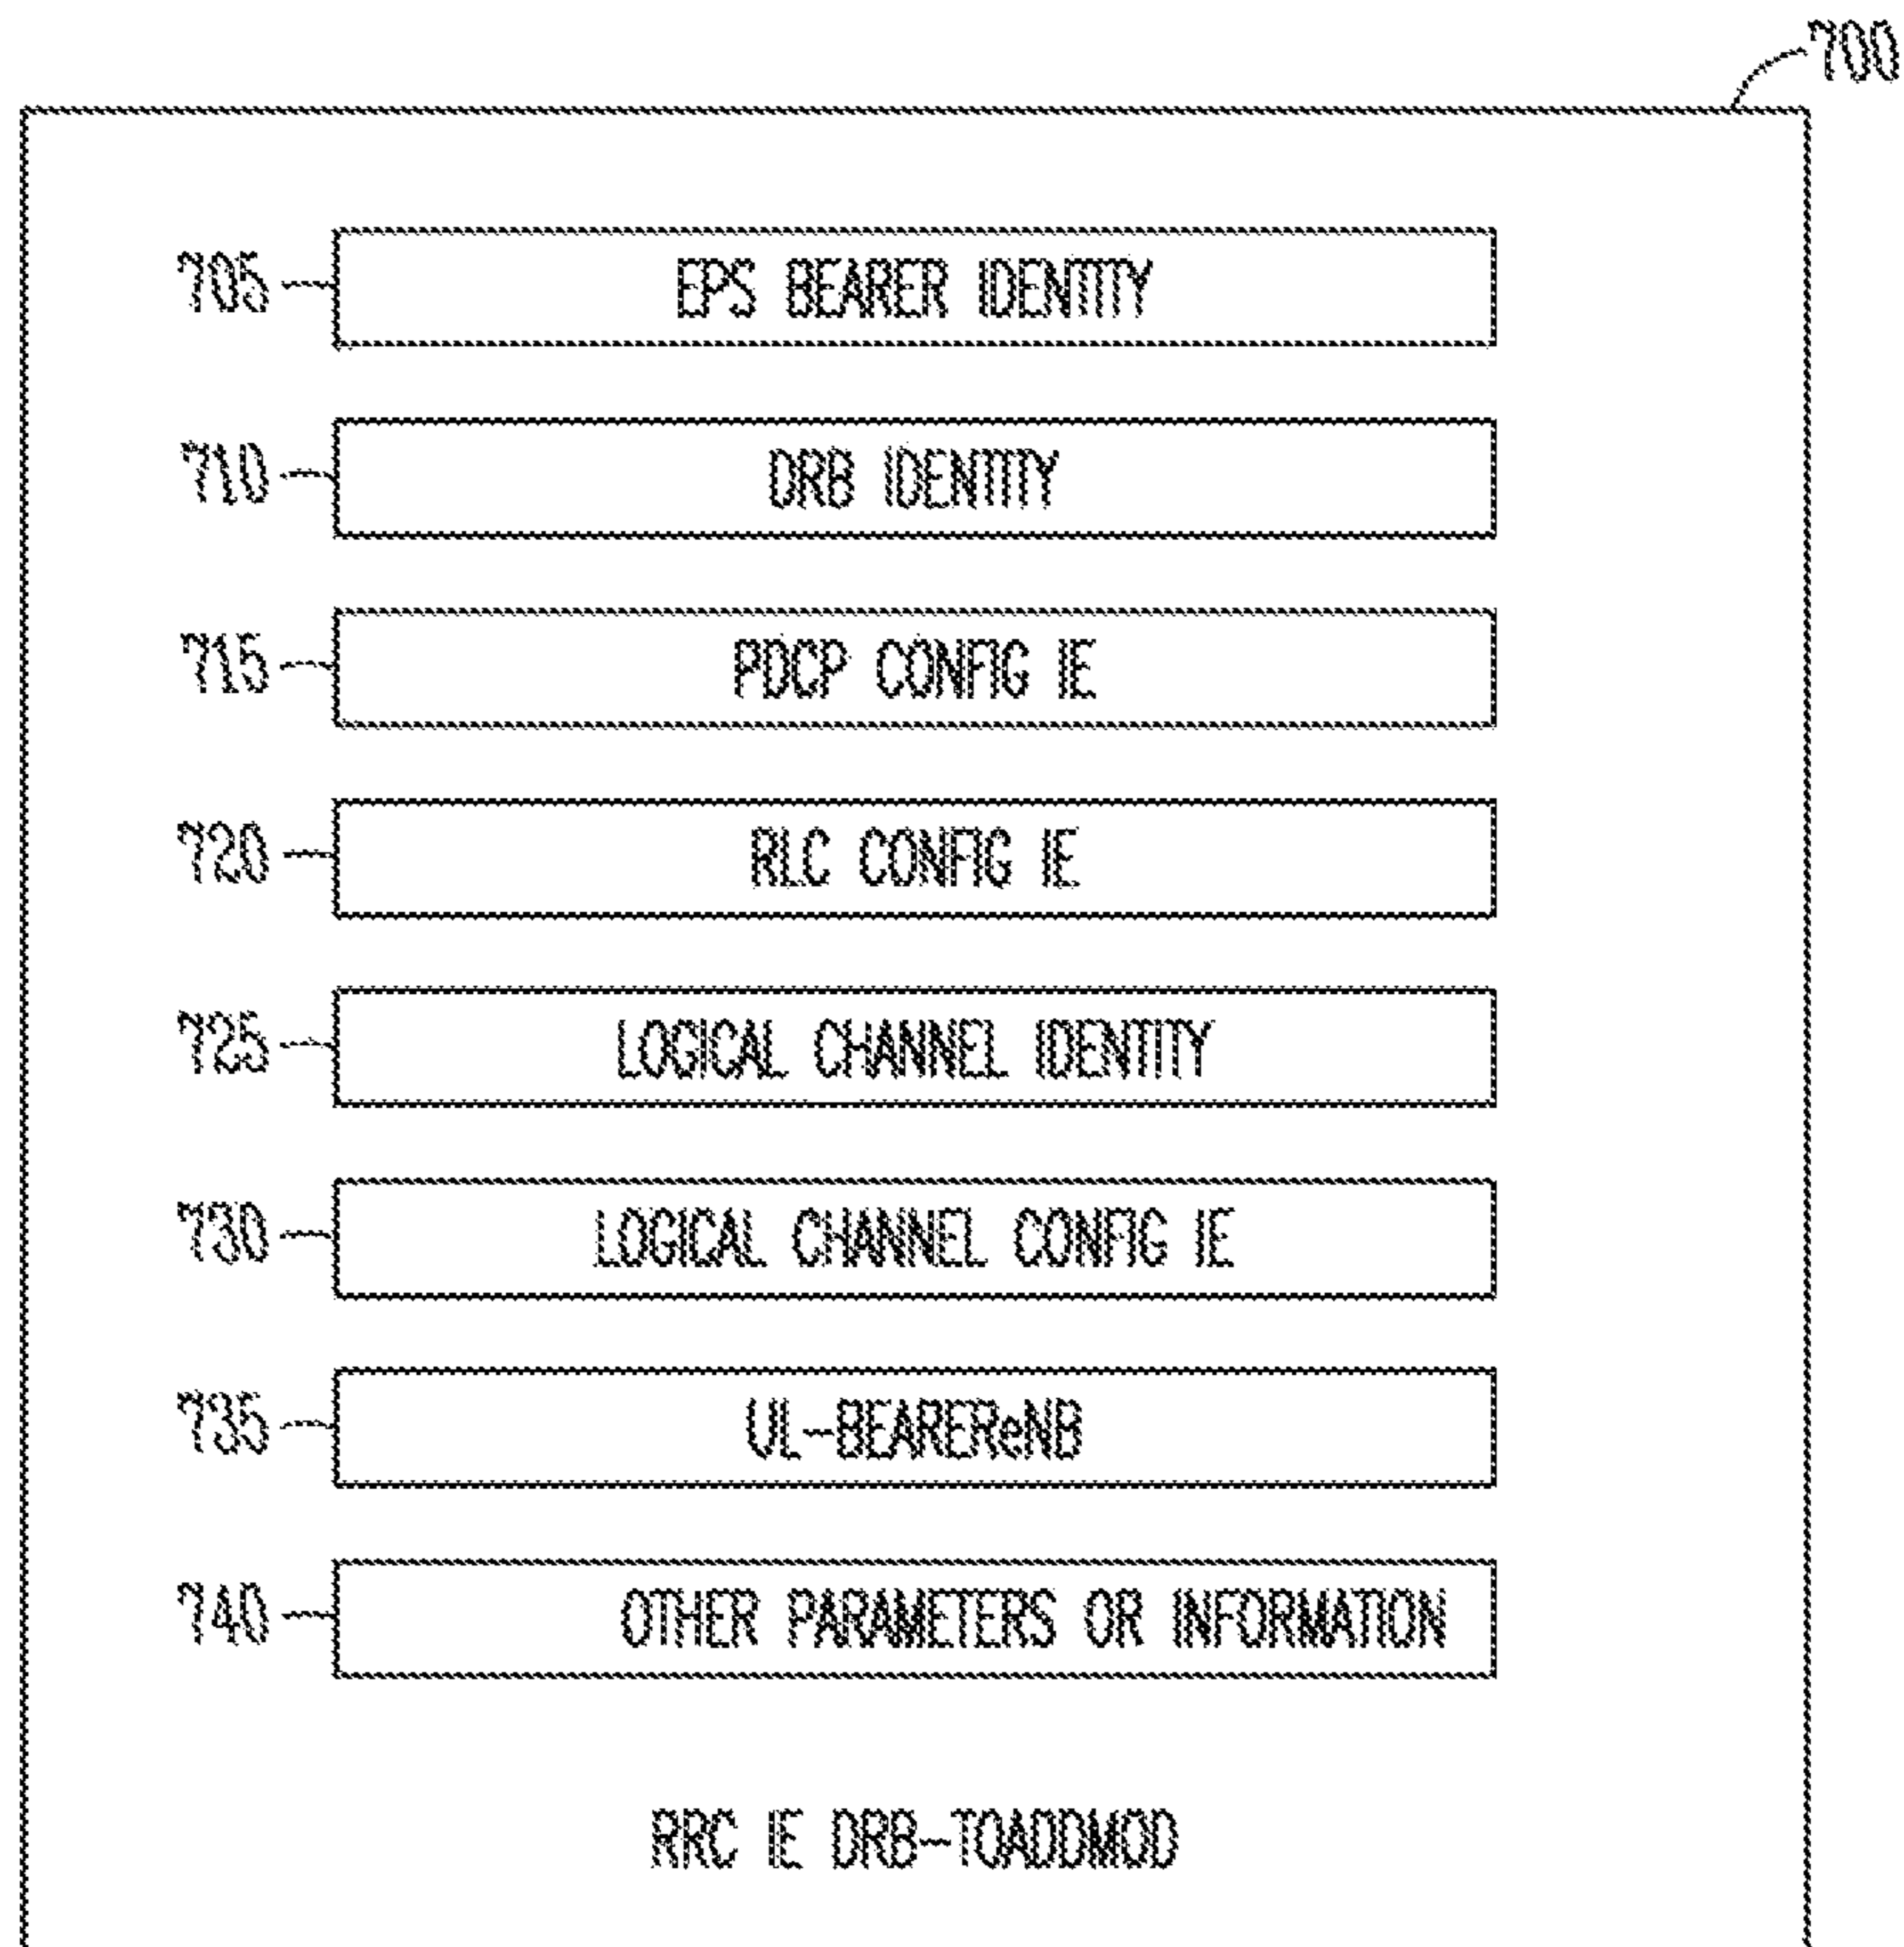 700
705 EPS BEARER IDENTITY
710 DRB IDENTITY
715 PDCP CONFIG IE
720 RLC CONFIG IE
725 LOGICAL CHANNEL IDENTITY
730 LOGICAL CHANNEL CONFIG IE
735 UL-BEAREReNB
740 OTHER PARAMETERS OR INFORMATION
RRC IE DRB-TOADDMOD